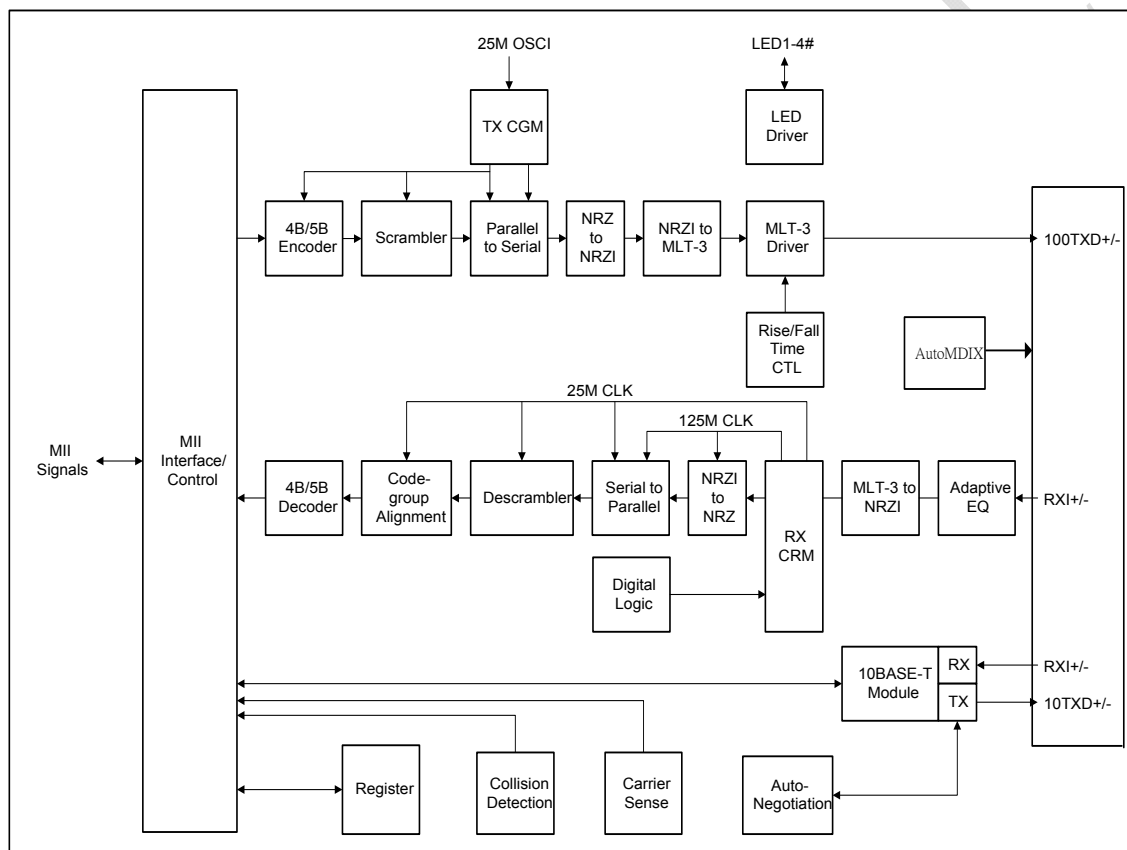 25M OSCI
LED1-4#
TX CGM
LED
Driver
4B/5B
Encoder
Scrambler
Parallel
to Serial
NRZ
to
NRZI
NRZI to
MLT-3
MLT-3
Driver
100TXD+/-
Rise/Fall
Time
CTL
AutoMDIX
25M CLK
125M CLK
MII
Signals
MII
Interface/
Control
4B/5B
Decoder
Code-
group
Alignment
Descrambler
Serial to
Parallel
NRZI
to
NRZ
RX
CRM
MLT-3 to
NRZI
Adaptive
EQ
RXI+/-
Digital
Logic
10BASE-T
Module
RX
TX
RXI+/-
10TXD+/-
Register
Collision
Detection
Carrier
Sense
Auto-
Negotiation